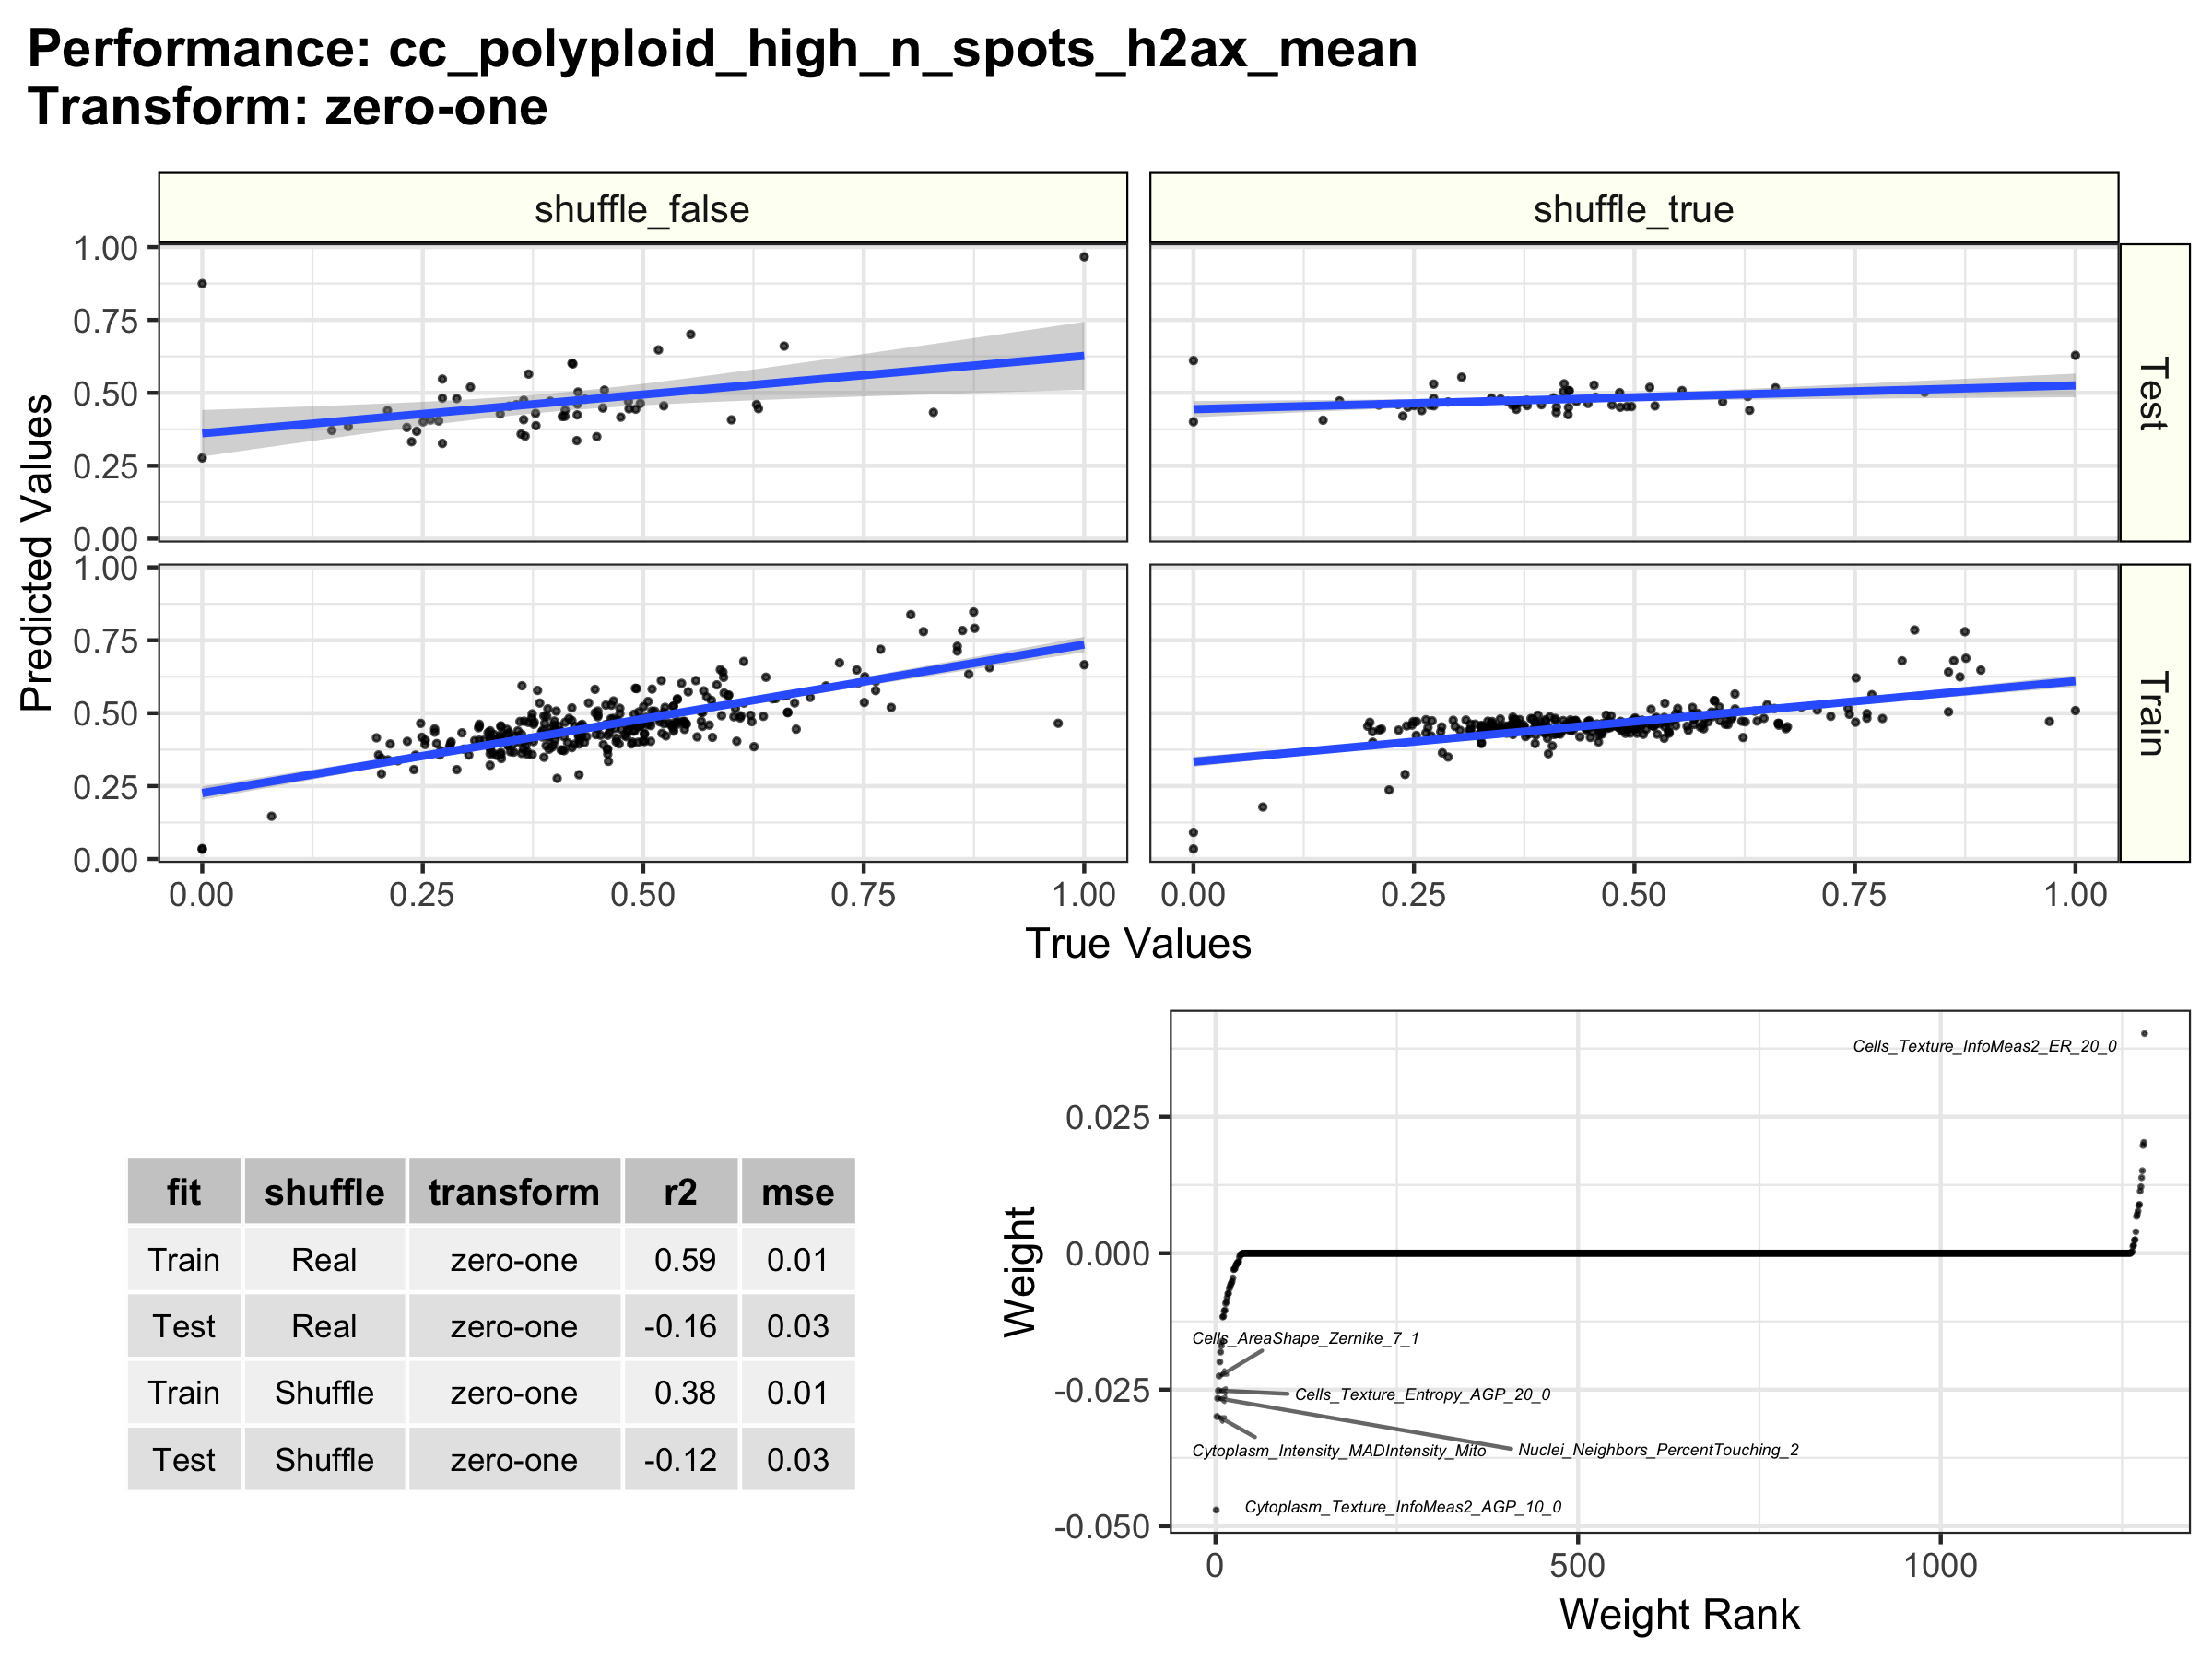 Performance: cc_polyploid_high_n_spots_h2ax_mean
Transform: zero-one
shuffle_false
shuffle_true
1.00
0.75
0.50
0.25
0.00
Test
1.00
0.75
0.50
0.25
0.00
Train
Predicted Values
0.00 0.25 0.50 0.75 1.00
0.00 0.25 0.50 0.75 1.00
True Values
fit shuffle transform r2 mse
Train Real zero-one 0.59 0.01
Test Real zero-one -0.16 0.03
Train Shuffle zero-one 0.38 0.01
Test Shuffle zero-one -0.12 0.03
Weight
0.025
0.000
-0.025
-0.050
Cells_Texture_InfoMeas2_ER_20_0
Cells_AreaShape_Zernike_7_1
Cells_Texture_Entropy_AGP_20_0
Cytoplasm_Intensity_MADIntensity_Mito
Nuclei_Neighbors_PercentTouching_2
Cytoplasm_Texture_InfoMeas2_AGP_10_0
0 500 1000
Weight Rank